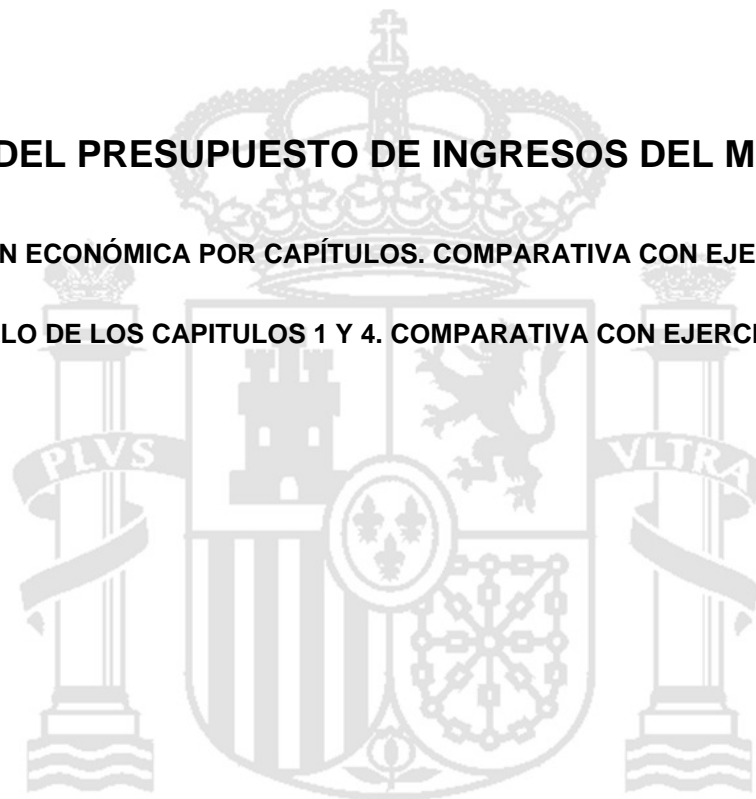 DEL PRESUPUESTO DE INGRESOS DEL M
N ECONÓMICA POR CAPÍTULOS. COMPARATIVA CON EJE
LO DE LOS CAPITULOS 1 Y 4. COMPARATIVA CON EJERCI
PLVS
VLTRA